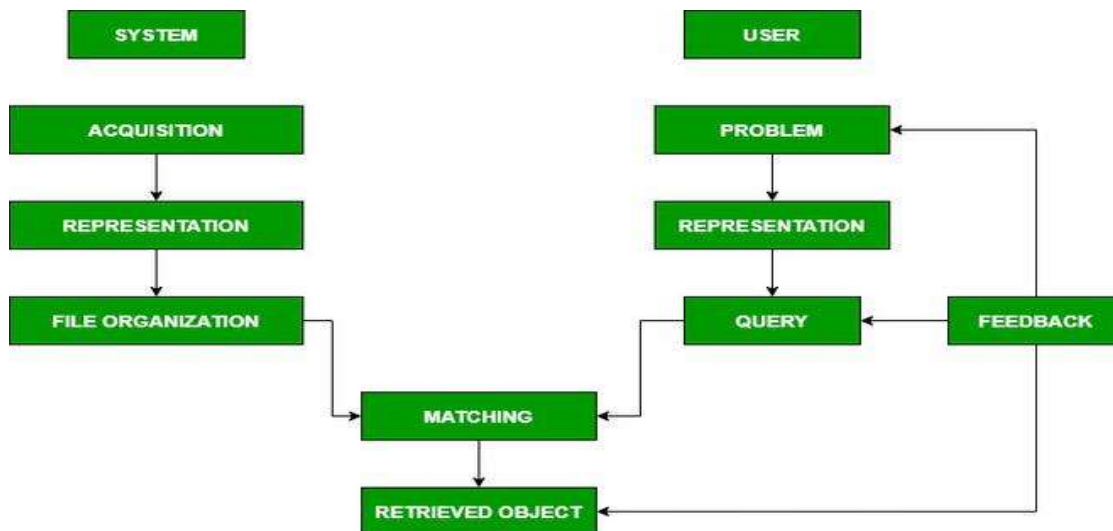 SYSTEM
USER
ACQUISITION
PROBLEM
REPRESENTATION
REPRESENTATION
FILE ORGANIZATION
QUERY
FEEDBACK
MATCHING
RETRIEVED OBJECT